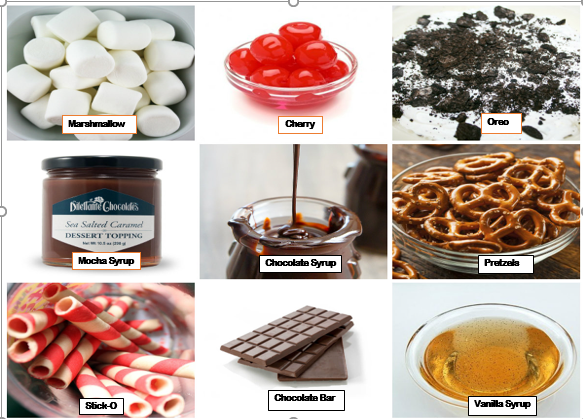 Marshmallow
Cherry
Oreo
Dilettante Chocolates
Sea Salted Caramel
DESSERT TOPPING
Net Wt 10.5 oz (298 g)
Mocha Syrup
Chocolate Syrup
Pretzels
Stick-O
Chocolate Bar
Vanilla Syrup